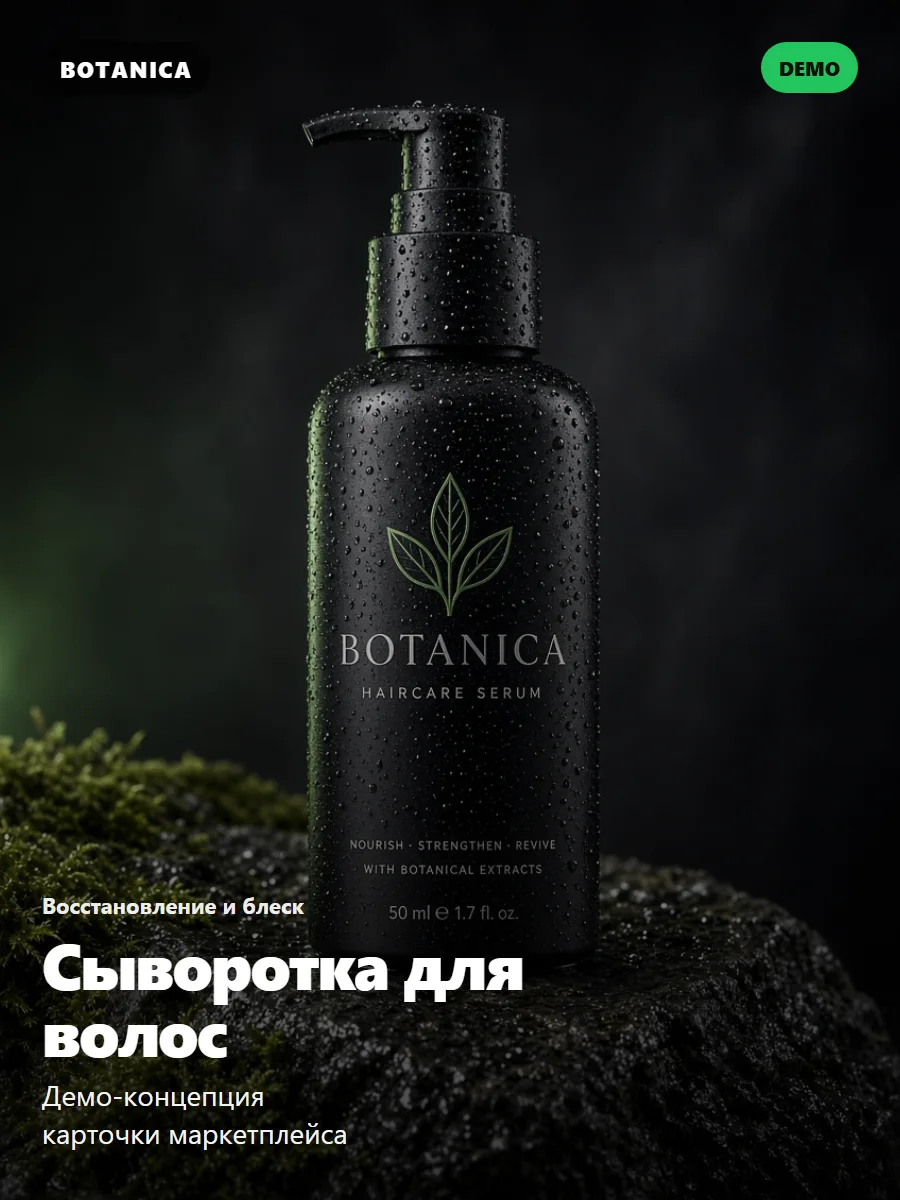 BOTANICA
DEMO
BOTANICA
HAIRCARE SERUM
NOURISH · STRENGTHEN · REVIVE
WITH BOTANICAL EXTRACTS
50 ml ℮ 1.7 fl. oz.
Восстановление и блеск
Сыворотка для
волос
Демо-концепция
карточки маркетплейса